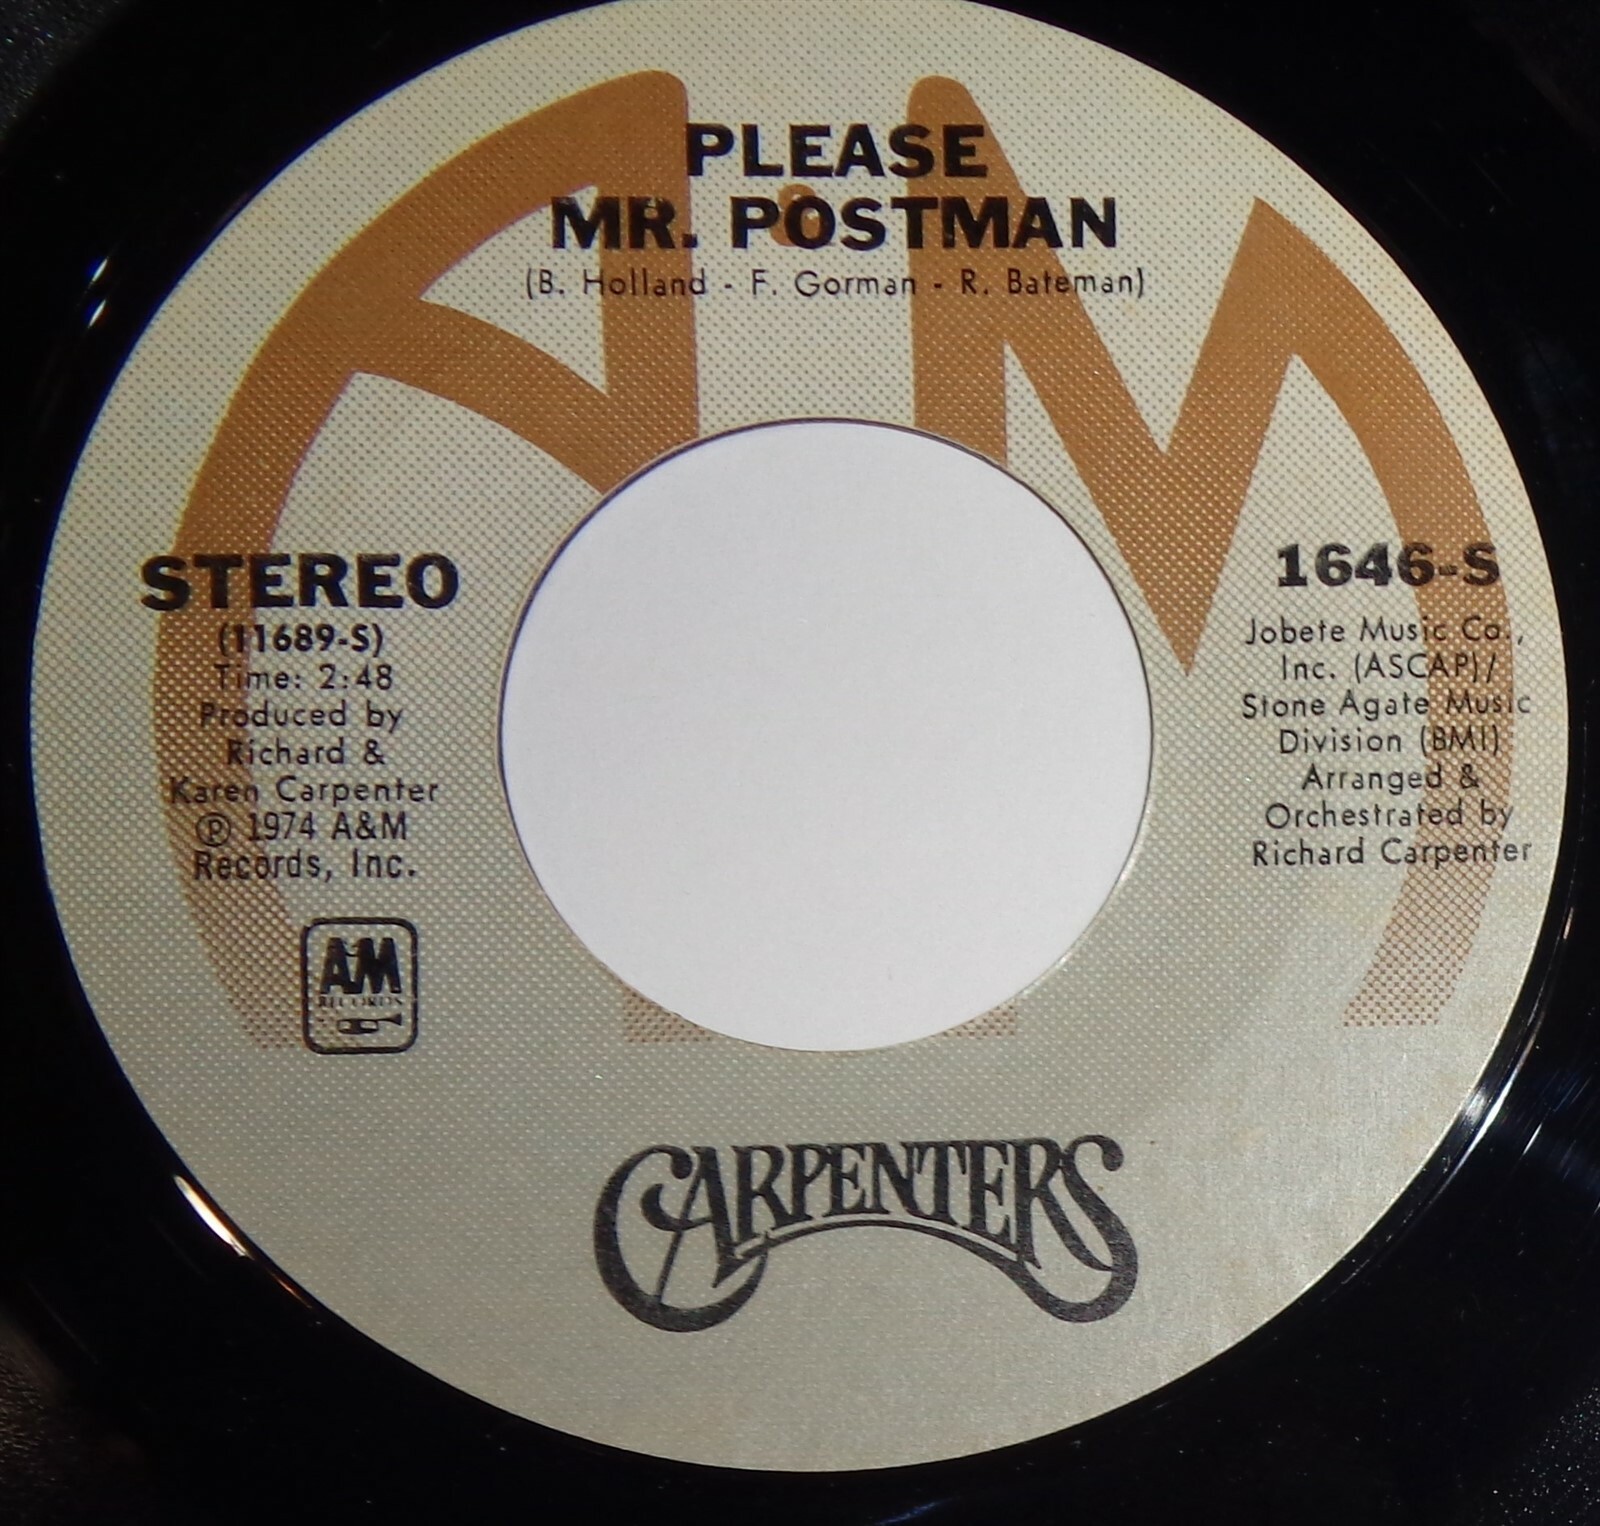 PLEASE
MR. POSTMAN
(B. Holland - F. Gorman - R. Bateman)
STEREO
(11689-S)
Time: 2:48
Produced by
Richard &
Karen Carpenter
℗ 1974 A&M
Records, Inc.
A&M
RECORDS
1646-S
Jobete Music Co.,
Inc. (ASCAP)/
Stone Agate Music
Division (BMI)
Arranged &
Orchestrated by
Richard Carpenter
CARPENTERS